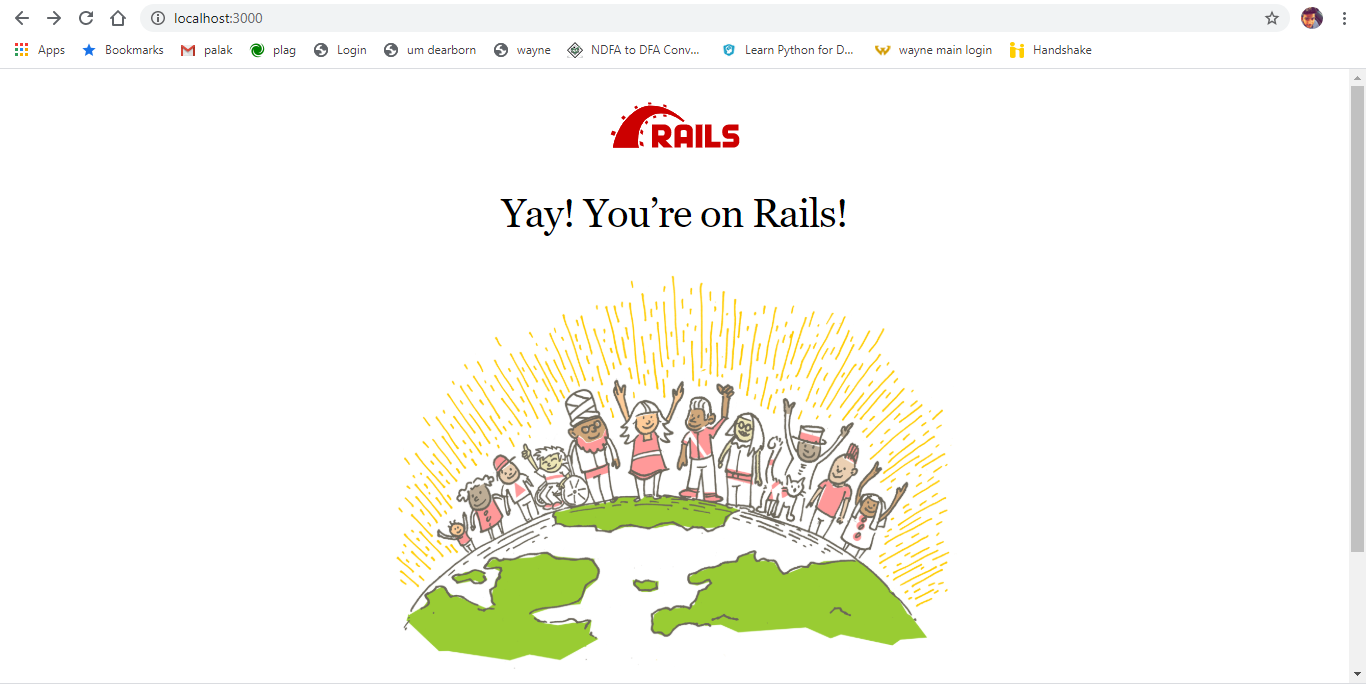 localhost:3000
Apps Bookmarks palak plag Login um dearborn wayne NDFA to DFA Conv... Learn Python for D... wayne main login Handshake
RAILS
Yay! You’re on Rails!